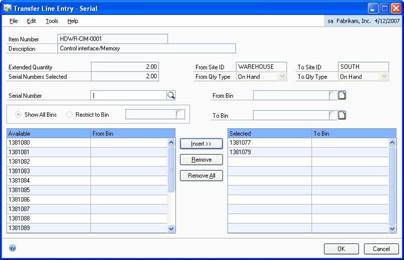 Transfer Line Entry - Serial
File Edit Tools Help sa Fabrikam, Inc. 4/12/2007
Item Number HDWR-CIM-0001
Description Control interface/Memory
Extended Quantity 2.00 From Site ID WAREHOUSE To Site ID SOUTH
Serial Numbers Selected 2.00 From Qty Type On Hand To Qty Type On Hand
Serial Number From Bin
Show All Bins Restrict to Bin To Bin
Available From Bin Selected To Bin
1381080 Insert >> 1381077
1381081 1381079
1381082 Remove
1381083
1381084 Remove All
1381085
1381086
1381087
1381088
1381089
OK Cancel